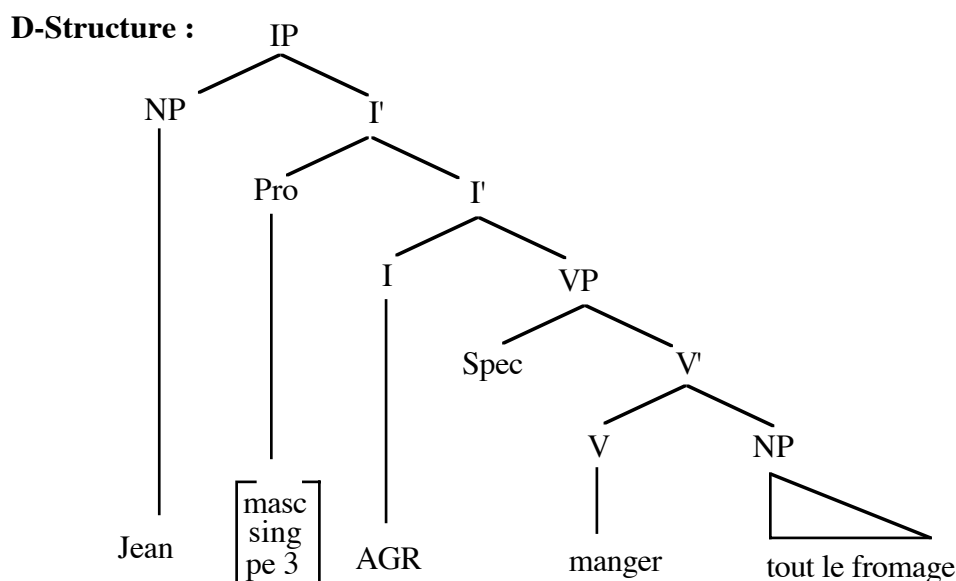 D-Structure :
IP
NP
I'
Pro
I'
I
VP
Spec
V'
V
NP
masc
sing
pe 3
Jean
AGR
manger
tout le fromage